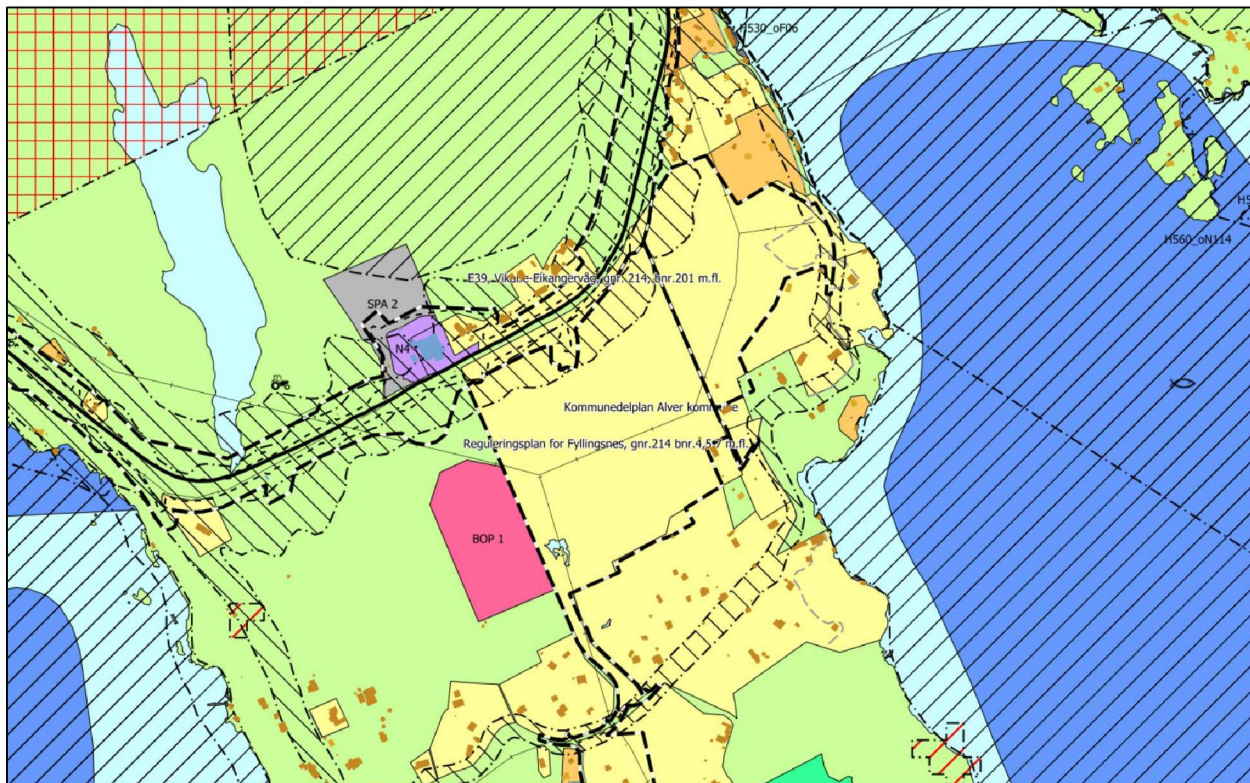 H530_oF06
H560_oN114
E39, Vikane-Eikangervåg, gnr. 214, bnr.201 m.fl.
SPA 2
N4
Kommunedelplan Alver kommune
Reguleringsplan for Fyllingsnes, gnr.214 bnr.4,5,7 m.fl.
BOP 1